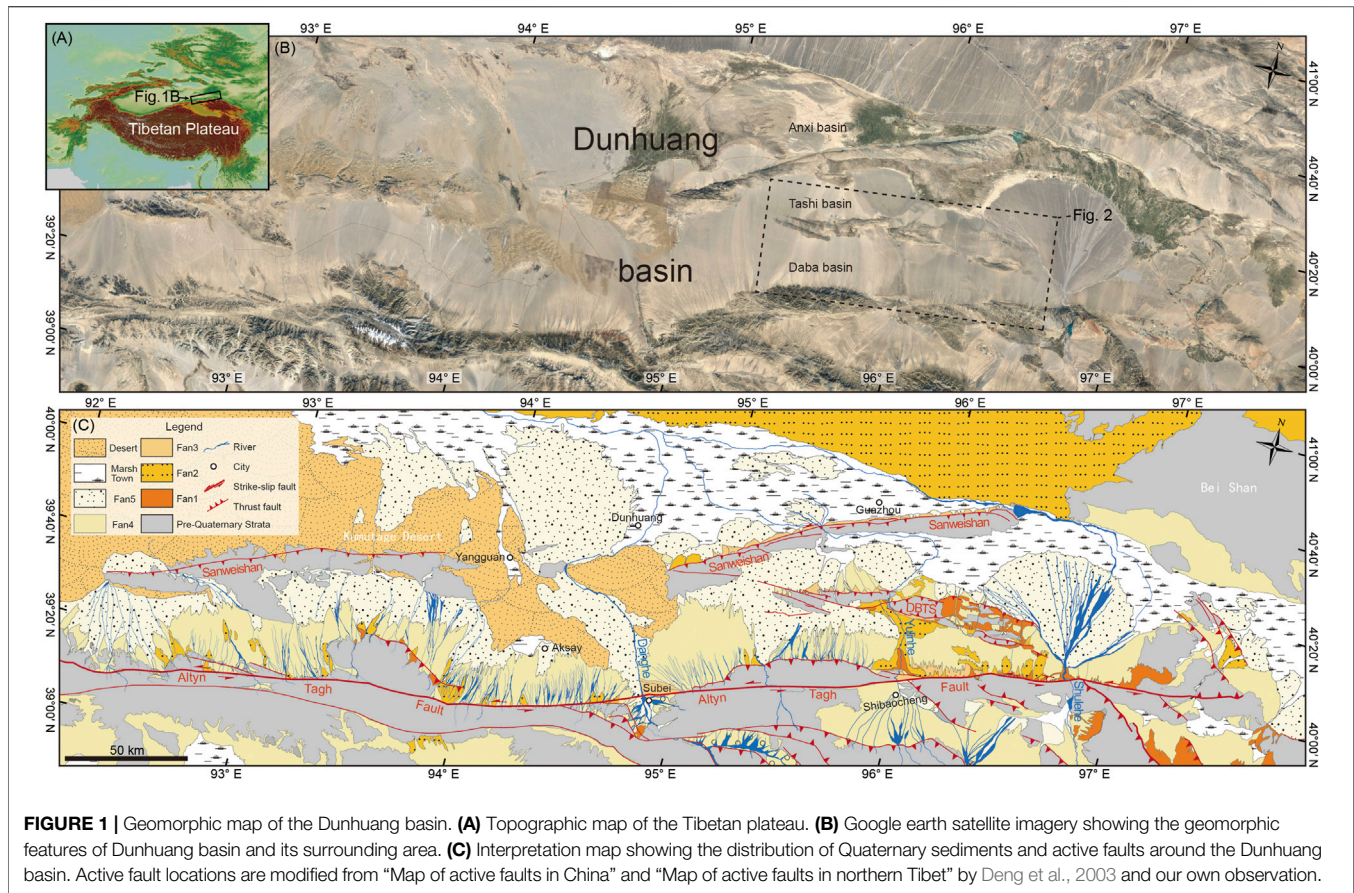 (A)
Fig.1B
Tibetan Plateau
(B)
93° E
94° E
95° E
96° E
97° E
N
41°00' N
40°40' N
40°20' N
40°00' N
39°20' N
39°00' N
Dunhuang
basin
Anxi basin
Tashi basin
Daba basin
Fig. 2
93° E
94° E
95° E
96° E
97° E
(C)
92°
93° E
94° E
95° E
96° E
97° E
40°00' N
39°40' N
39°20' N
39°00' N
Legend
Desert
Fan3
River
Marsh
Town
Fan2
City
Fan5
Fan1
Strike-slip fault
Thrust fault
Fan4
Pre-Quaternary Strata
N
41°00' N
40°40' N
40°20' N
40°00' N
Bei Shan
Kumutage Desert
Dunhuang
Guazhou
Sanweishan
Yangguan
Sanweishan
Sanweishan
DBTS
Yulinhe
Aksay
Danghe
Subei
Altyn
Tagh
Fault
Altyn
Tagh
Fault
Shibaocheng
Shulehe
50 km
93° E
94° E
95° E
96° E
97° E
FIGURE 1 | Geomorphic map of the Dunhuang basin. (A) Topographic map of the Tibetan plateau. (B) Google earth satellite imagery showing the geomorphic
features of Dunhuang basin and its surrounding area. (C) Interpretation map showing the distribution of Quaternary sediments and active faults around the Dunhuang
basin. Active fault locations are modified from “Map of active faults in China” and “Map of active faults in northern Tibet” by Deng et al., 2003 and our own observation.